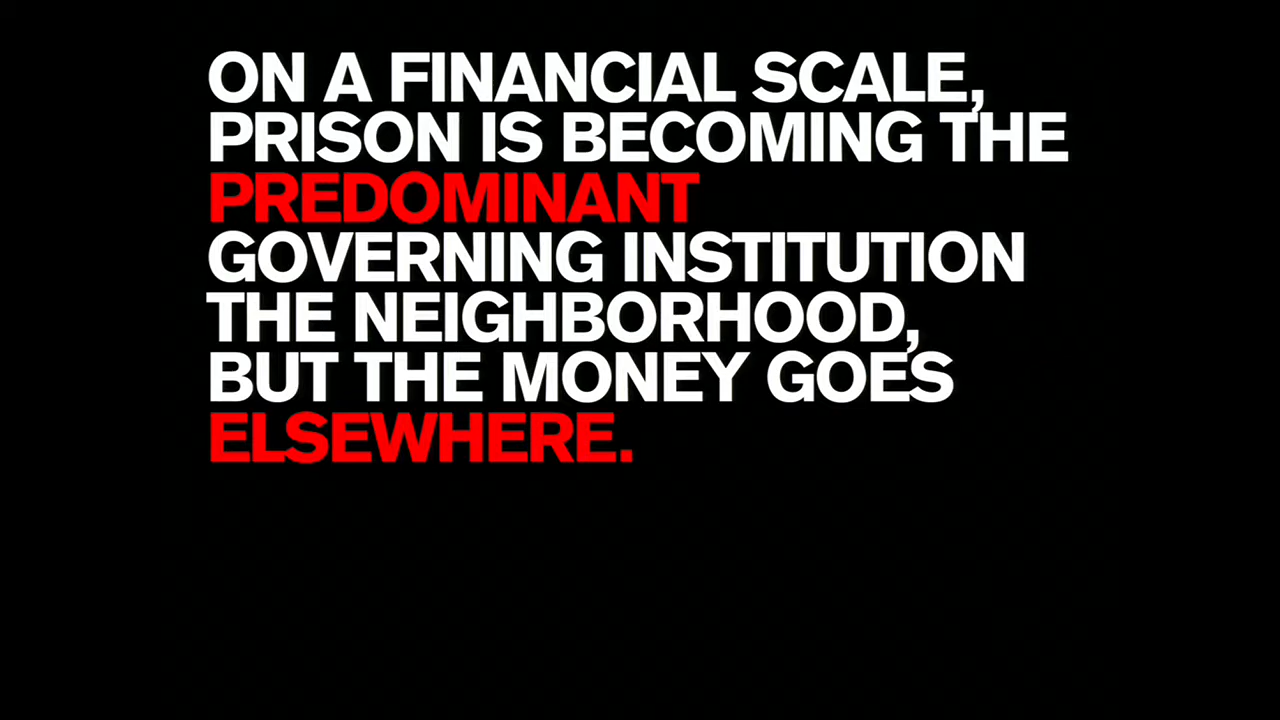 ON A FINANCIAL SCALE,
PRISON IS BECOMING THE
PREDOMINANT
GOVERNING INSTITUTION
THE NEIGHBORHOOD,
BUT THE MONEY GOES
ELSEWHERE.